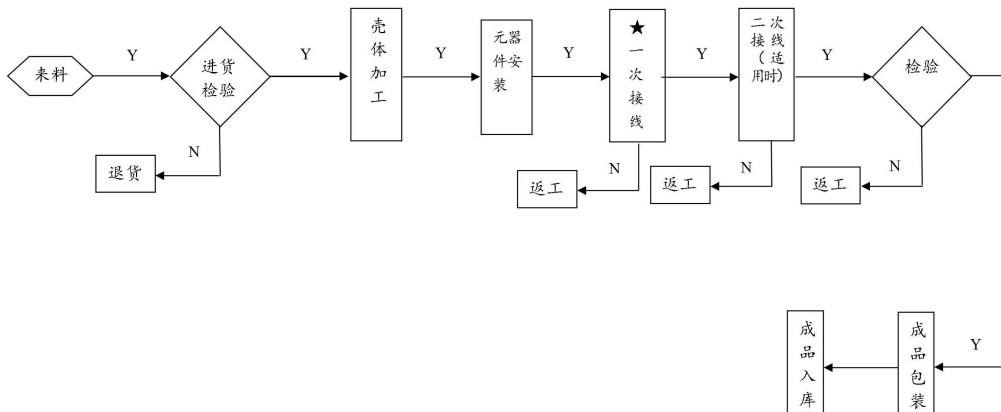 来料
Y
进货
检验
Y
壳体加工
Y
元器
件安
装
Y
★一次接线
Y
二次
接线
(适
用时)
Y
检验
N
退货
N
返工
N
返工
N
返工
Y
成品包装
成品入库